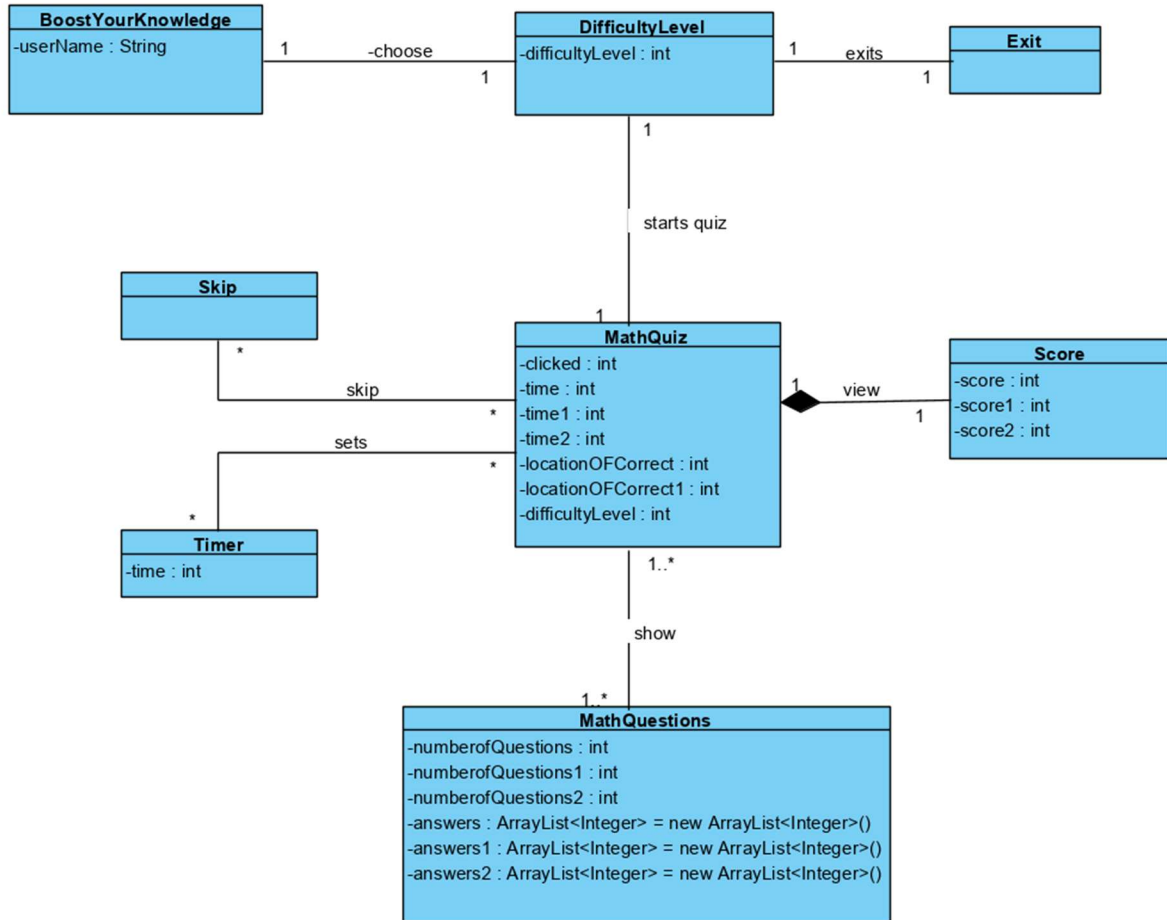 BoostYourKnowledge
-userName : String
1
-choose
1
DifficultyLevel
-difficultyLevel : int
1
exits
1
Exit
1
starts quiz
1
Skip
*
skip
*
MathQuiz
-clicked : int
-time : int
-time1 : int
-time2 : int
-locationOFCorrect : int
-locationOFCorrect1 : int
-difficultyLevel : int
1
view
1
Score
-score : int
-score1 : int
-score2 : int
sets
*
*
Timer
-time : int
1..*
show
1..*
MathQuestions
-numberofQuestions : int
-numberofQuestions1 : int
-numberofQuestions2 : int
-answers : ArrayList<Integer> = new ArrayList<Integer>()
-answers1 : ArrayList<Integer> = new ArrayList<Integer>()
-answers2 : ArrayList<Integer> = new ArrayList<Integer>()